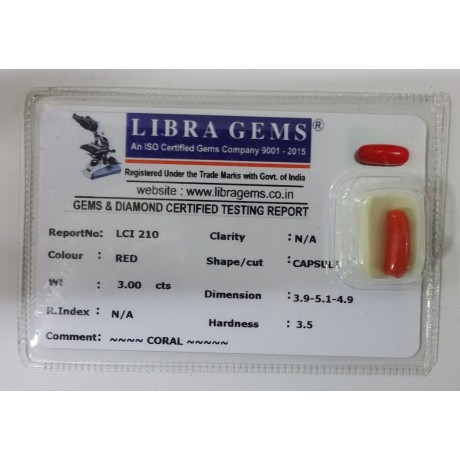 LIBRA GEMS®
An ISO Certified Gems Company 9001 - 2015
Registered Under the Trade Marks with Govt. of India
website : www.libragems.co.in
GEMS & DIAMOND CERTIFIED TESTING REPORT
ReportNo: LCI 210
Clarity : N/A
Colour : RED
Shape/cut : CAPSUL
Wt : 3.00 cts
Dimension : 3.9-5.1-4.9
R.Index : N/A
Hardness : 3.5
Comment: ~~~~ CORAL ~~~~~